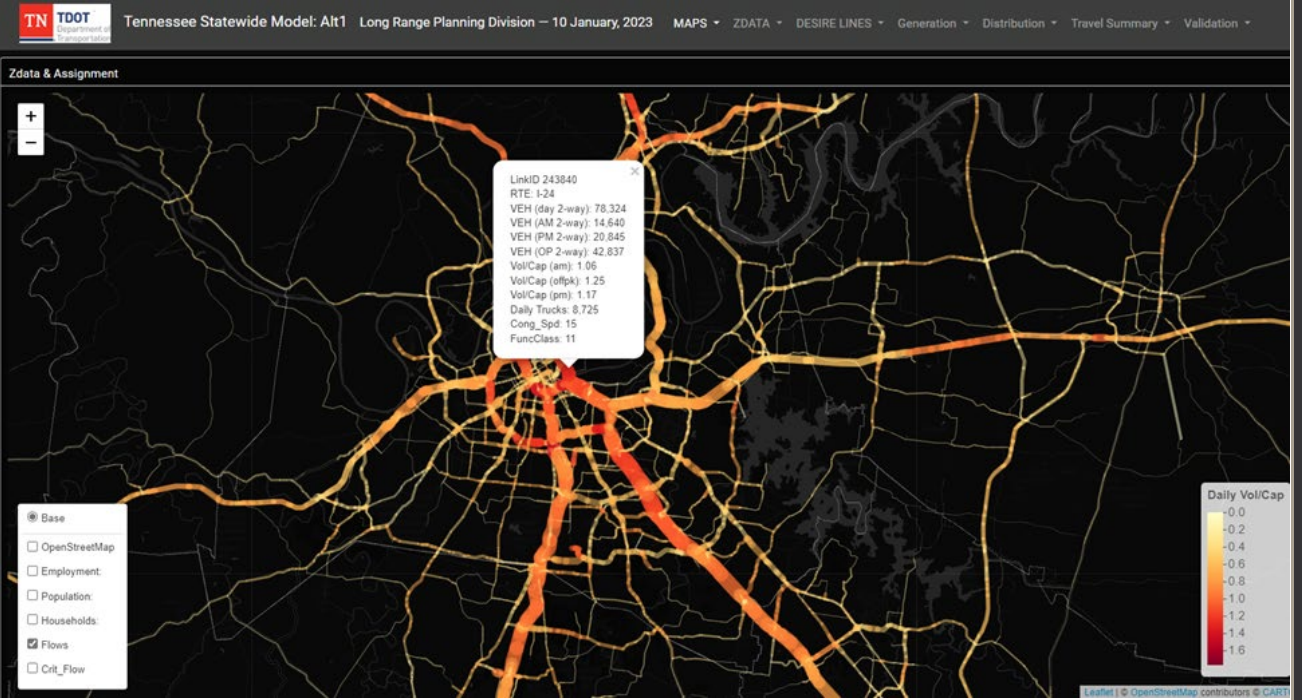 TN TDOT
Department of
Transportation
Tennessee Statewide Model: Alt1 Long Range Planning Division — 10 January, 2023 MAPS ZDATA DESIRE LINES Generation Distribution Travel Summary Validation
Zdata & Assignment
+
−
×
LinkID 243840
RTE: I-24
VEH (day 2-way): 78,324
VEH (AM 2-way): 14,640
VEH (PM 2-way): 20,845
VEH (OP 2-way): 42,837
Vol/Cap (am): 1.06
Vol/Cap (offpk): 1.25
Vol/Cap (pm): 1.17
Daily Trucks: 8,725
Cong_Spd: 15
FuncClass: 11
Base
OpenStreetMap
Employment:
Population:
Households:
Flows
Crit_Flow
Daily Vol/Cap
0.0
0.2
0.4
0.6
0.8
1.0
1.2
1.4
1.6
Leaflet | © OpenStreetMap contributors © CART